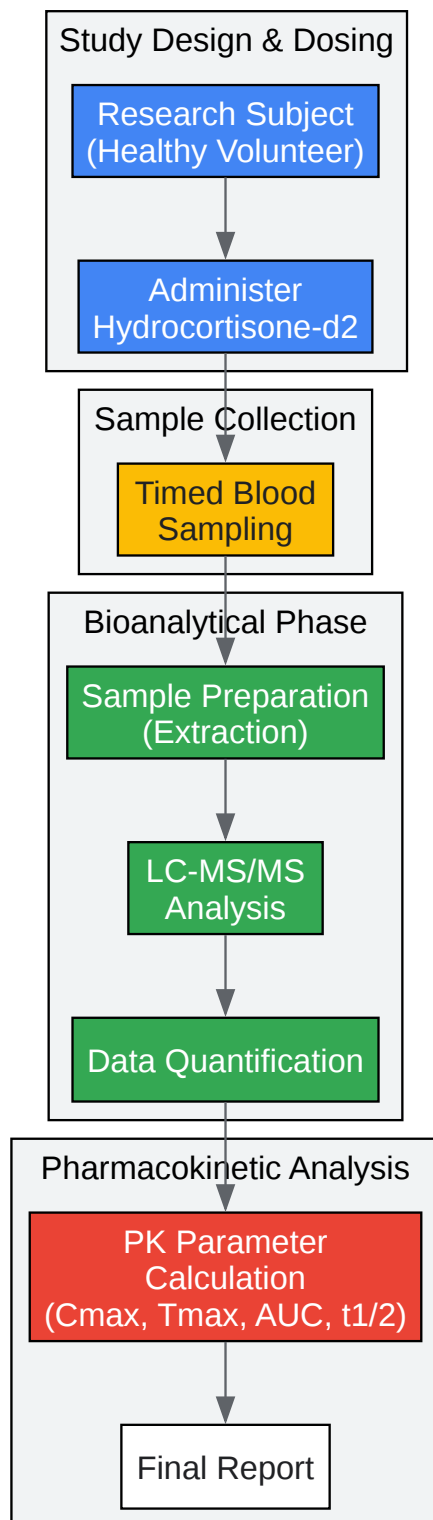 Study Design & Dosing
Research Subject
(Healthy Volunteer)
Administer
Hydrocortisone-d2
Sample Collection
Timed Blood
Sampling
Bioanalytical Phase
Sample Preparation
(Extraction)
LC-MS/MS
Analysis
Data Quantification
Pharmacokinetic Analysis
PK Parameter
Calculation
(Cmax, Tmax, AUC, t1/2)
Final Report